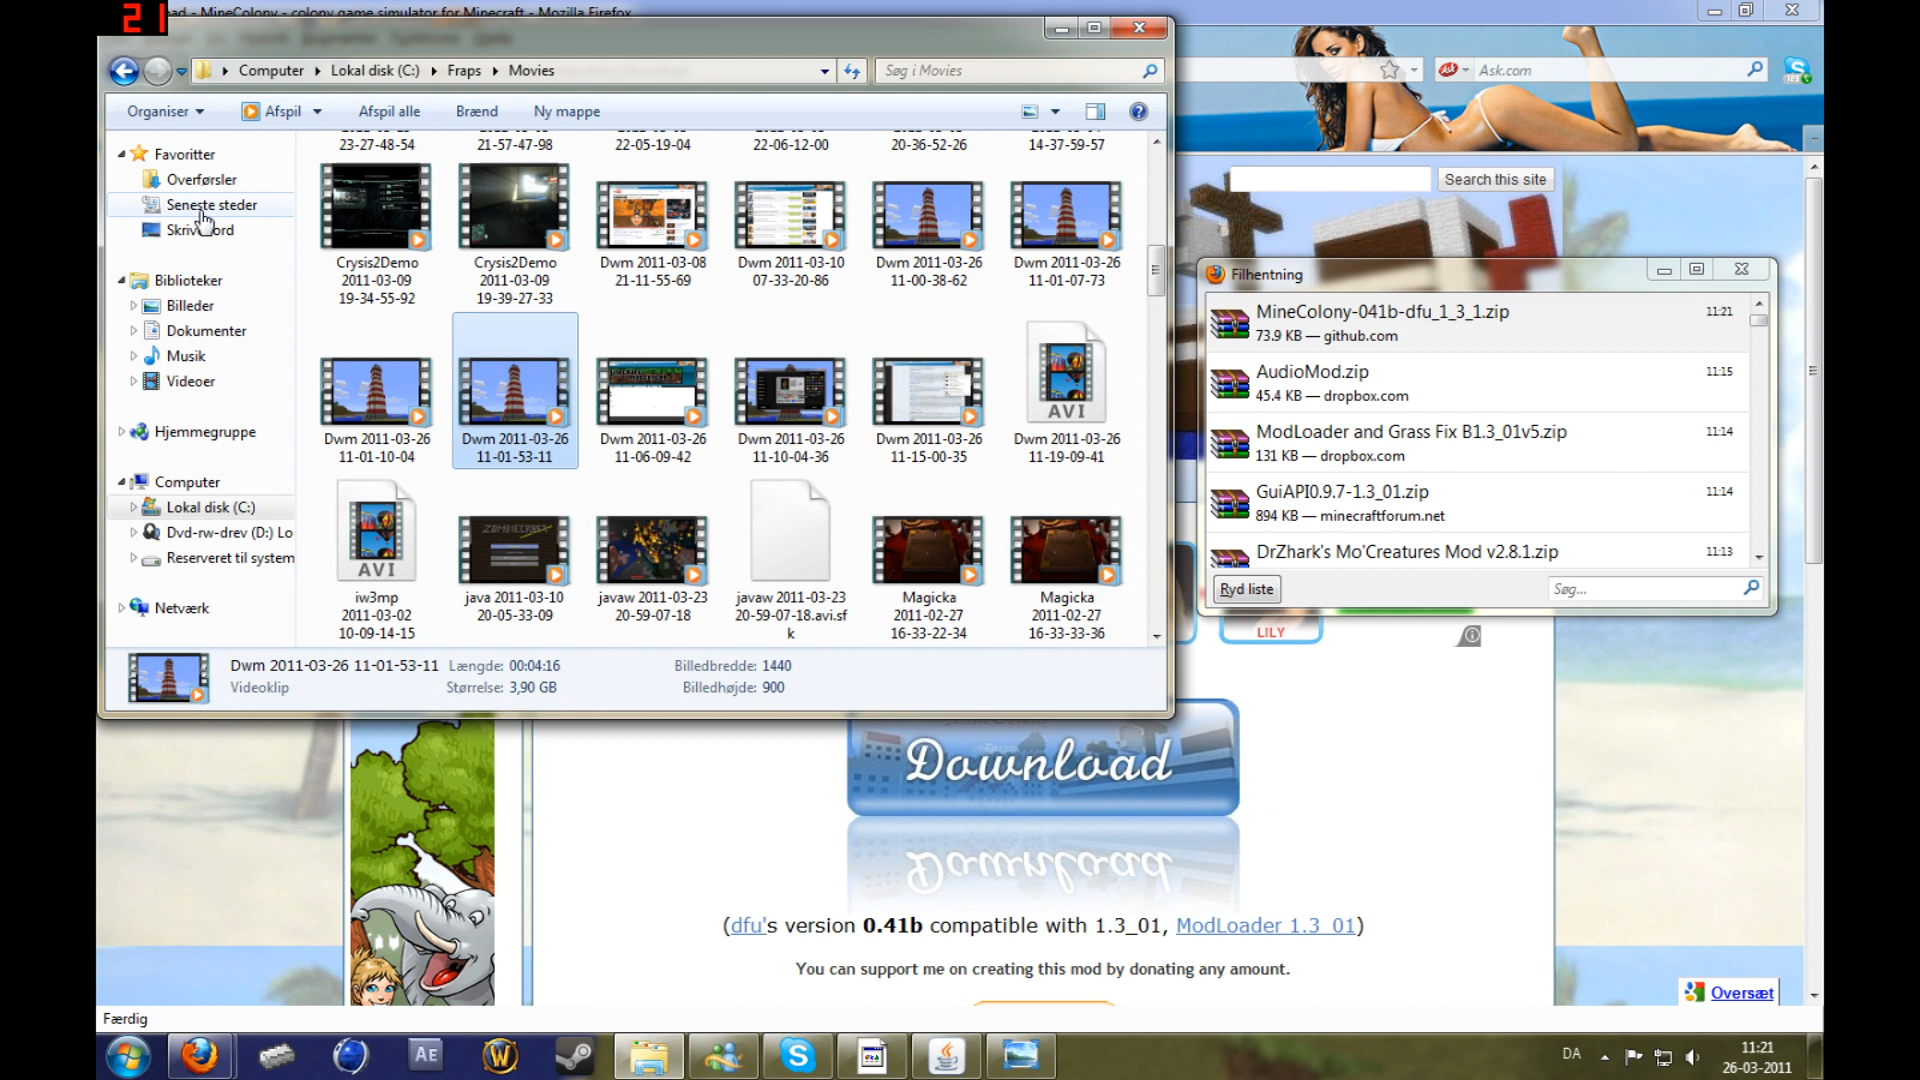 21
ad - MineColony - colony game simulator for Minecraft - Mozilla Firefox
Computer
Lokal disk (C:)
Fraps
Movies
Søg i Movies
Ask
Ask.com
Organiser
Afspil
Afspil alle
Brænd
Ny mappe
Favoritter
Overførsler
Seneste steder
Biblioteker
Billeder
Dokumenter
Musik
Videoer
Hjemmegruppe
Computer
Lokal disk (C:)
Dvd-rw-drev (D:) Lo
Reserveret til system
Netværk
23-27-48-54
21-57-47-98
22-05-19-04
22-06-12-00
20-36-52-26
14-37-59-57
Crysis2Demo
2011-03-09
19-34-55-92
Crysis2Demo
2011-03-09
19-39-27-33
Dwm 2011-03-08
21-11-55-69
Dwm 2011-03-10
07-33-20-86
Dwm 2011-03-26
11-00-38-62
Dwm 2011-03-26
11-01-07-73
Dwm 2011-03-26
11-01-10-04
Dwm 2011-03-26
11-01-53-11
Dwm 2011-03-26
11-06-09-42
Dwm 2011-03-26
11-10-04-36
Dwm 2011-03-26
11-15-00-35
AVI
Dwm 2011-03-26
11-19-09-41
AVI
iw3mp
2011-03-02
10-09-14-15
java 2011-03-10
20-05-33-09
javaw 2011-03-23
20-59-07-18
javaw 2011-03-23
20-59-07-18.avi.sf
k
Magicka
2011-02-27
16-33-22-34
Magicka
2011-02-27
16-33-33-36
Dwm 2011-03-26 11-01-53-11
Videoklip
Længde: 00:04:16
Størrelse: 3,90 GB
Billedbredde: 1440
Billedhøjde: 900
Search this site
Filhentning
MineColony-041b-dfu_1_3_1.zip
11:21
73.9 KB — github.com
AudioMod.zip
11:15
45.4 KB — dropbox.com
ModLoader and Grass Fix B1.3_01v5.zip
11:14
131 KB — dropbox.com
GuiAPI0.9.7-1.3_01.zip
11:14
894 KB — minecraftforum.net
DrZhark's Mo'Creatures Mod v2.8.1.zip
11:13
Ryd liste
Søg...
LILY
Download
(dfu's version 0.41b compatible with 1.3_01, ModLoader 1.3_01)
You can support me on creating this mod by donating any amount.
Oversæt
Færdig
AE
DA
11:21
26-03-2011